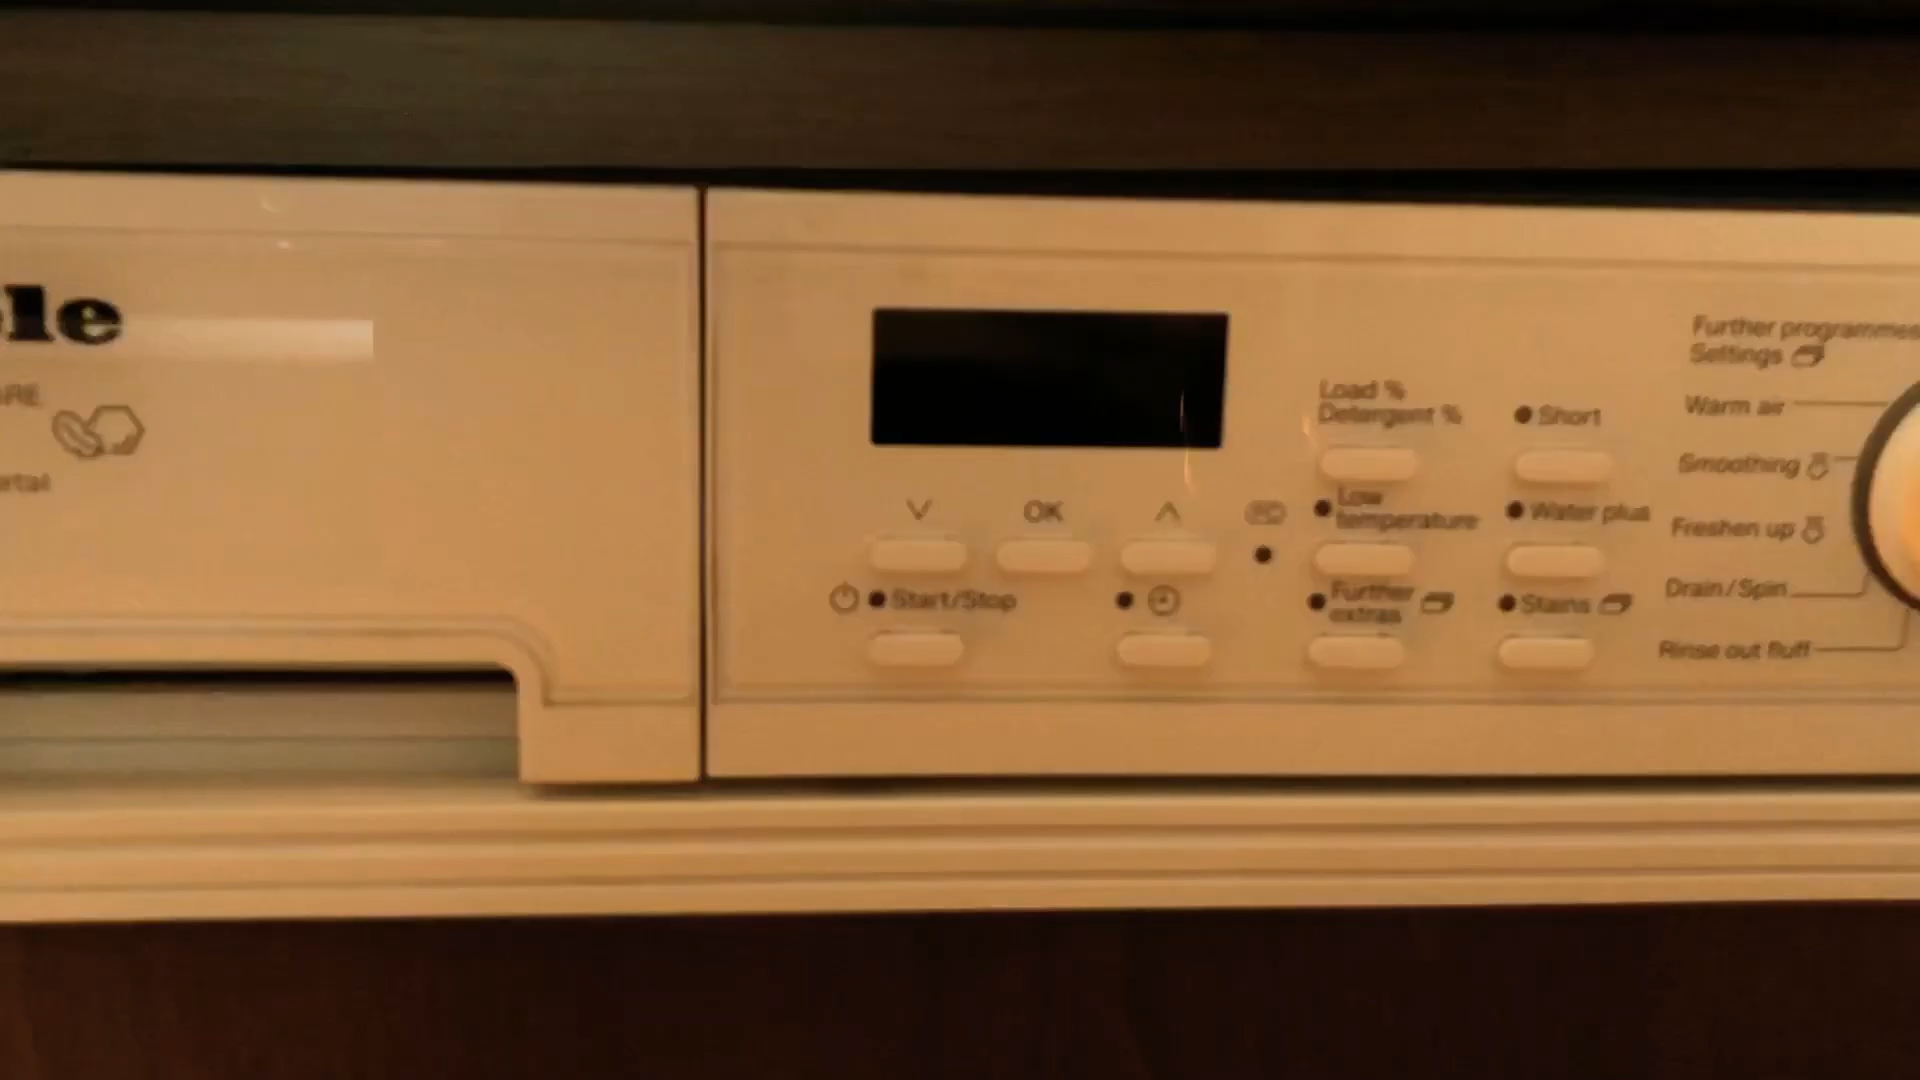 le
Load %
Detergent %
Short
Low
temperature
Water plus
Further
extras
Stains
OK
Start/Stop
Further programmes
Settings
Warm air
Smoothing
Freshen up
Drain/Spin
Rinse out fluff